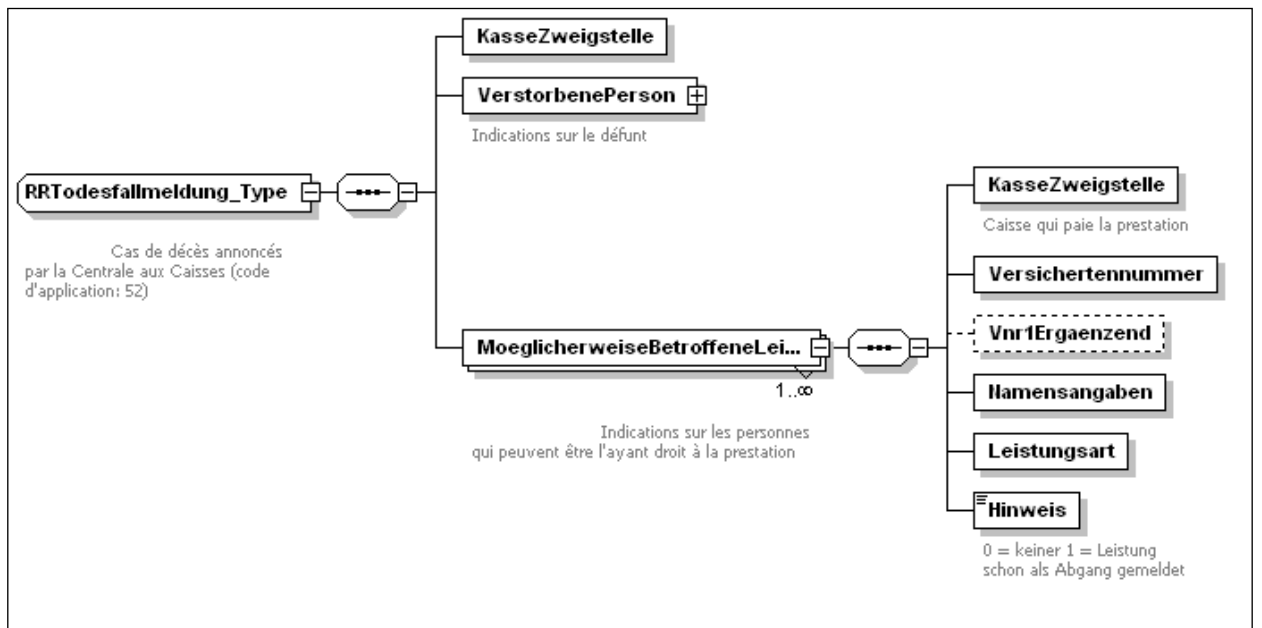 KasseZweigstelle
VerstorbenePerson
Indications sur le défunt
RRTodesfallmeldung_Type
Cas de décès annoncés
par la Centrale aux Caisses (code
d'application: 52)
MoeglicherweiseBetroffeneLei...
1..∞
Indications sur les personnes
qui peuvent être l'ayant droit à la prestation
KasseZweigstelle
Caisse qui paie la prestation
Versichertennummer
Vnr1Ergaenzend
Namensangaben
Leistungsart
Hinweis
0 = keiner 1 = Leistung
schon als Abgang gemeldet